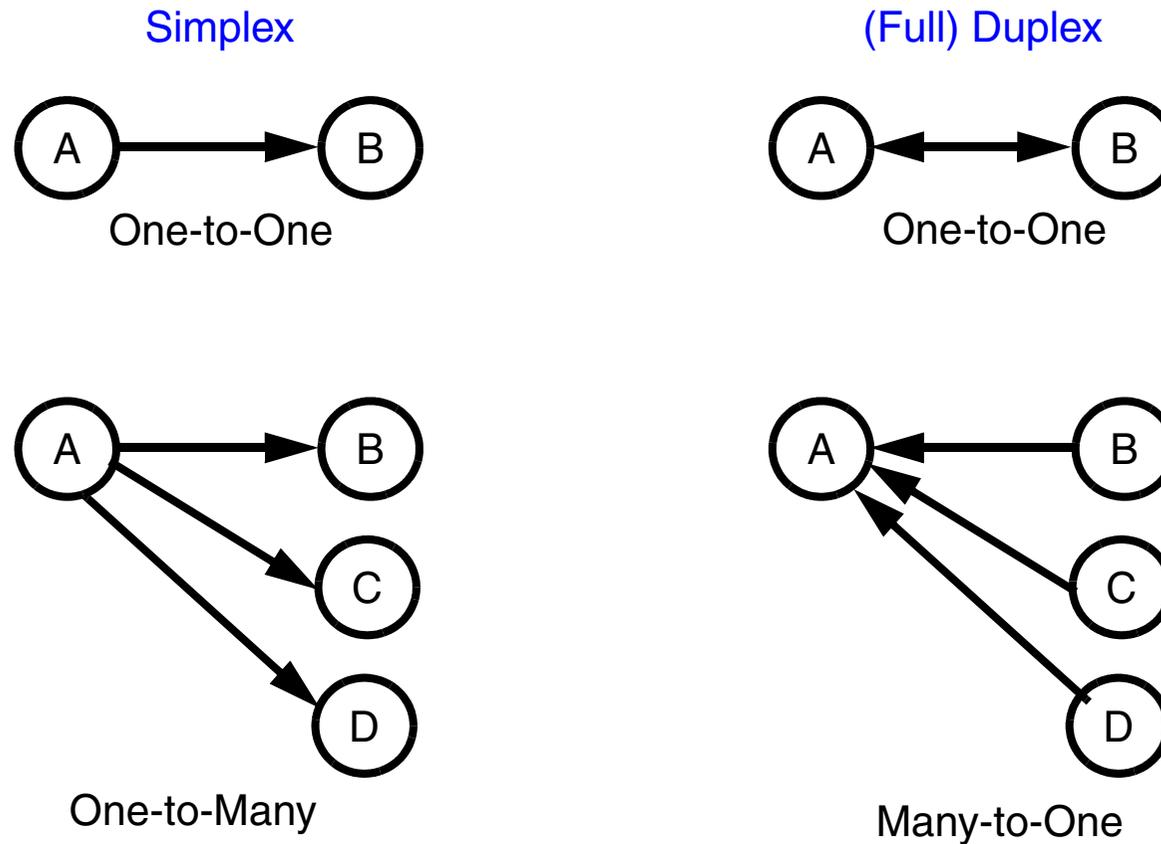 Simplex
(Full) Duplex
A
B
A
B
One-to-One
One-to-One
A
B
A
B
C
C
D
D
One-to-Many
Many-to-One